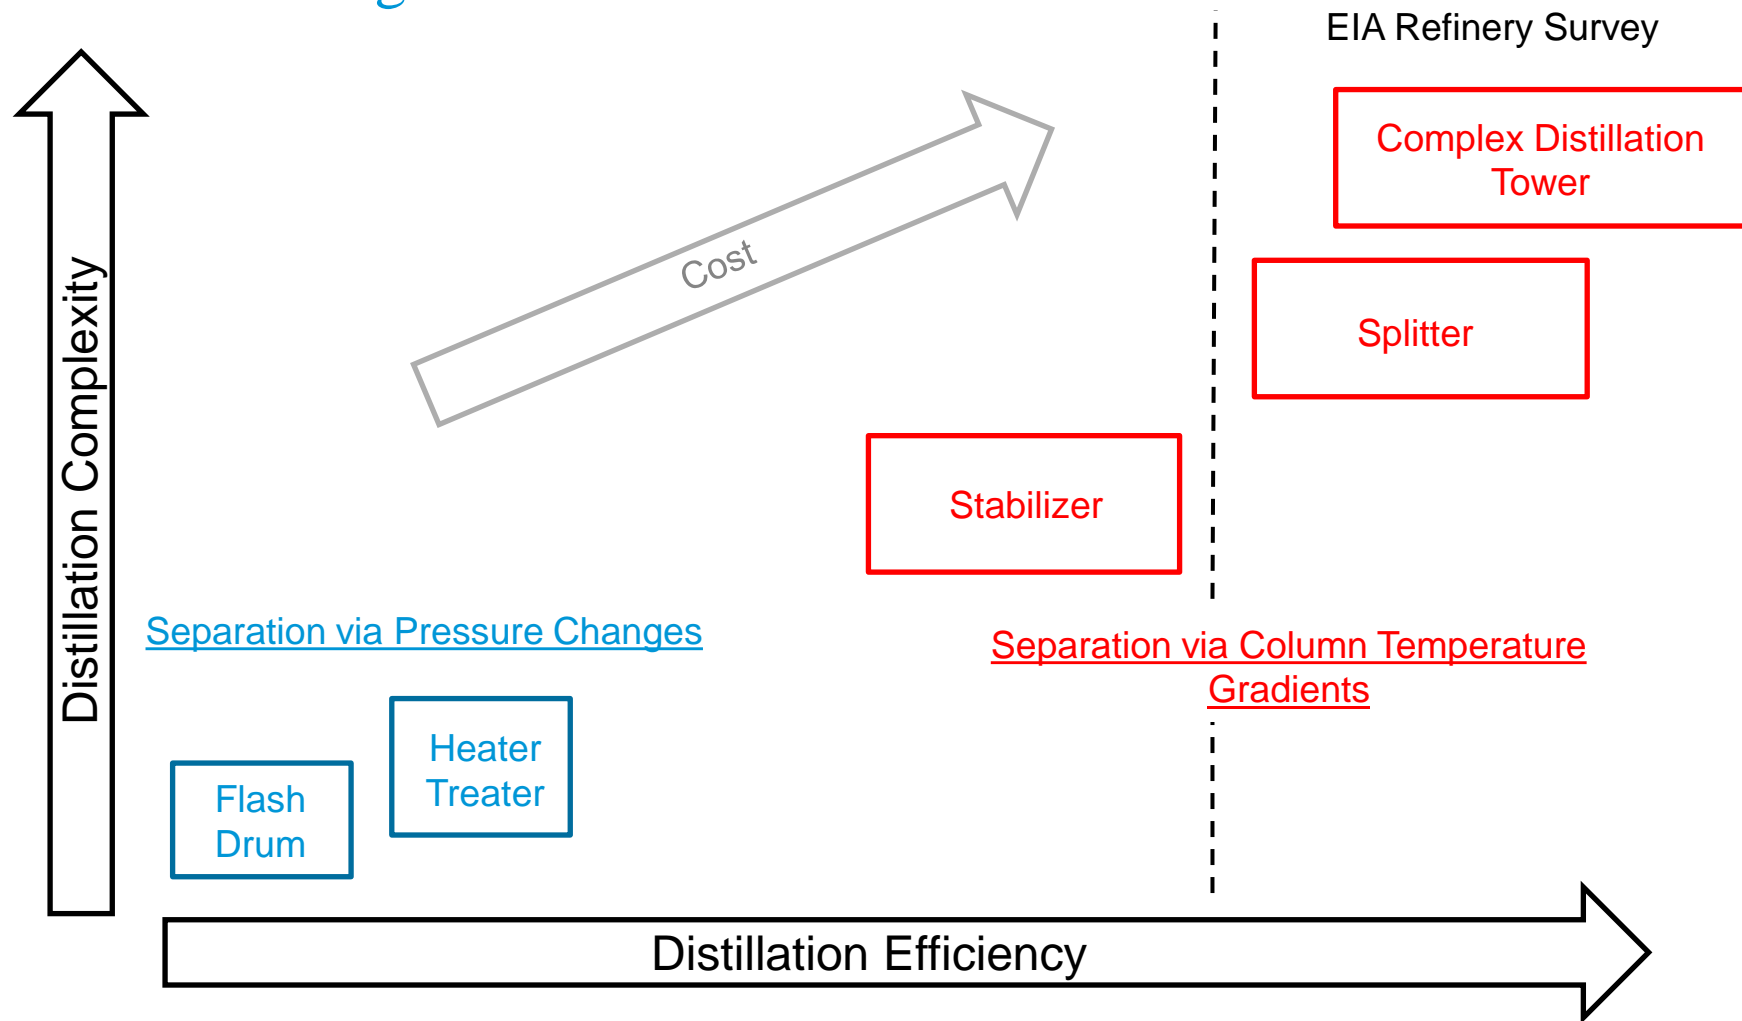 EIA Refinery Survey
Complex Distillation
Tower
Cost
Splitter
Distillation Complexity
Stabilizer
Separation via Pressure Changes
Separation via Column Temperature
Gradients
Heater
Treater
Flash
Drum
Distillation Efficiency